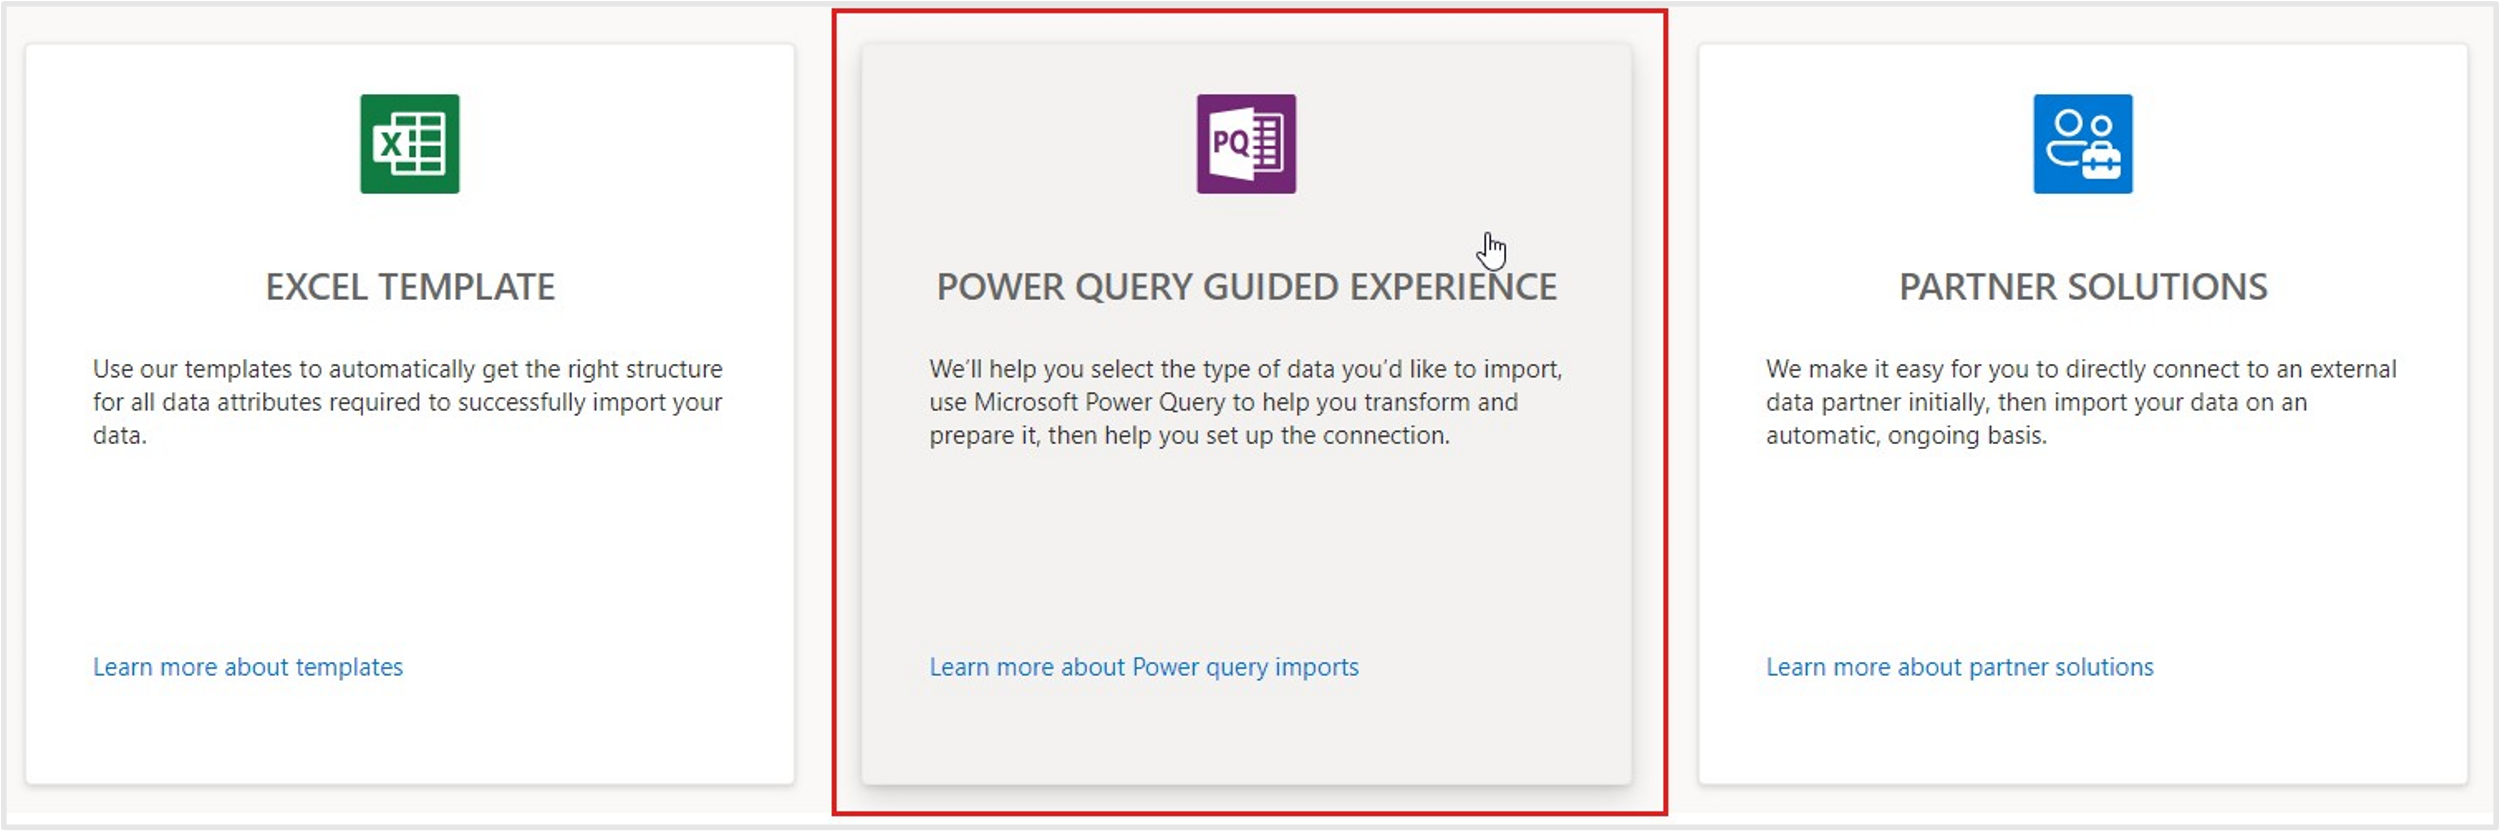 X
EXCEL TEMPLATE
Use our templates to automatically get the right structure
for all data attributes required to successfully import your
data.
Learn more about templates
PQ
POWER QUERY GUIDED EXPERIENCE
We’ll help you select the type of data you’d like to import,
use Microsoft Power Query to help you transform and
prepare it, then help you set up the connection.
Learn more about Power query imports
PARTNER SOLUTIONS
We make it easy for you to directly connect to an external
data partner initially, then import your data on an
automatic, ongoing basis.
Learn more about partner solutions